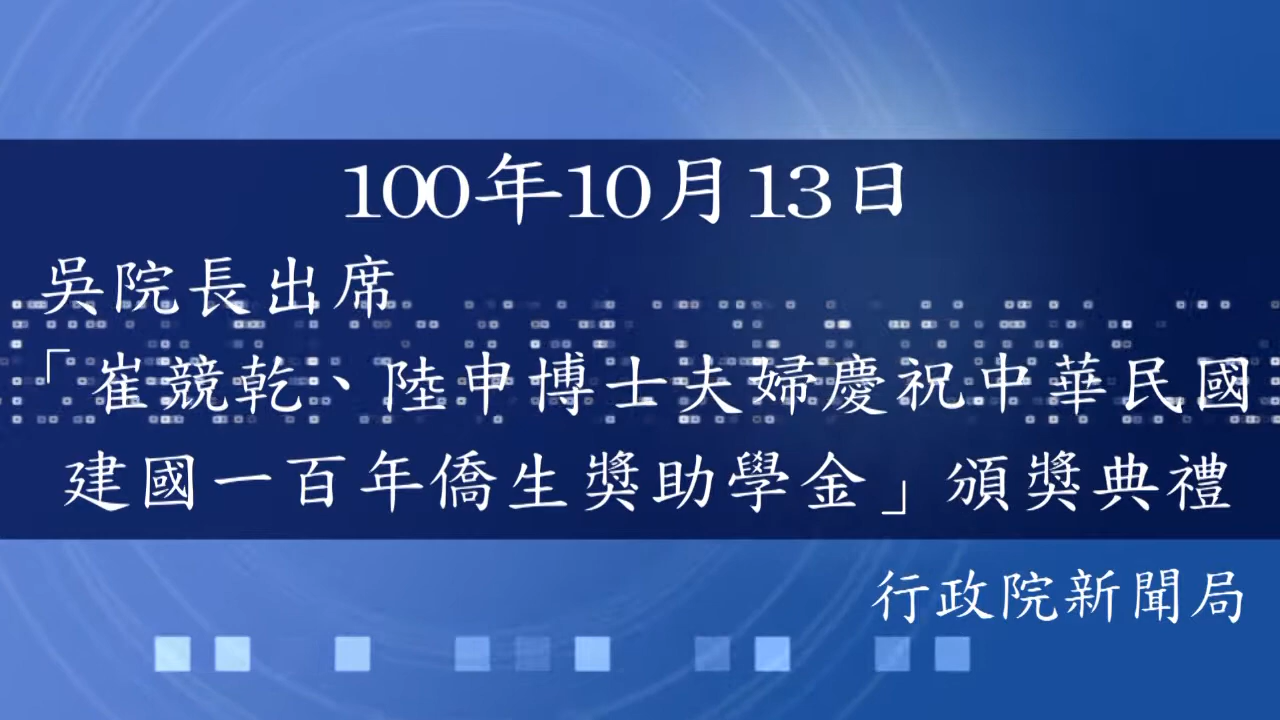 100年10月13日
吳院長出席
「崔競乾、陸申博士夫婦慶祝中華民國
建國一百年僑生獎助學金」頒獎典禮
行政院新聞局